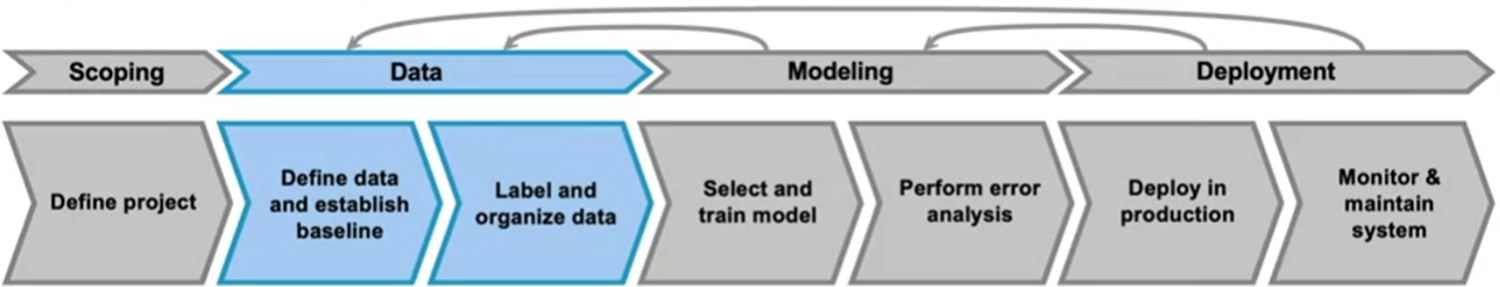 Scoping
Data
Modeling
Deployment
Define project
Define data
and establish
baseline
Label and
organize data
Select and
train model
Perform error
analysis
Deploy in
production
Monitor &
maintain
system